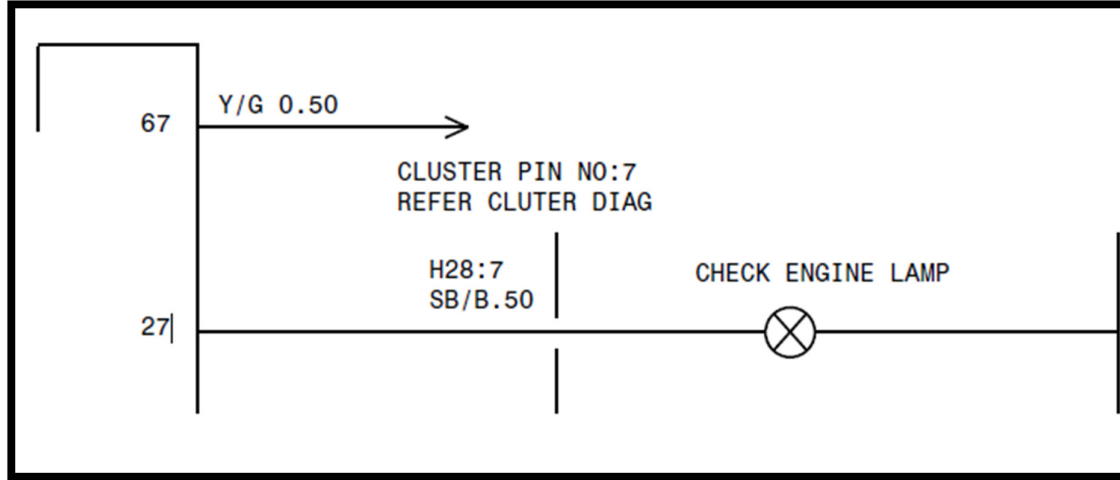 67
Y/G 0.50
CLUSTER PIN NO:7
REFER CLUTER DIAG
H28:7
SB/B.50
CHECK ENGINE LAMP
27